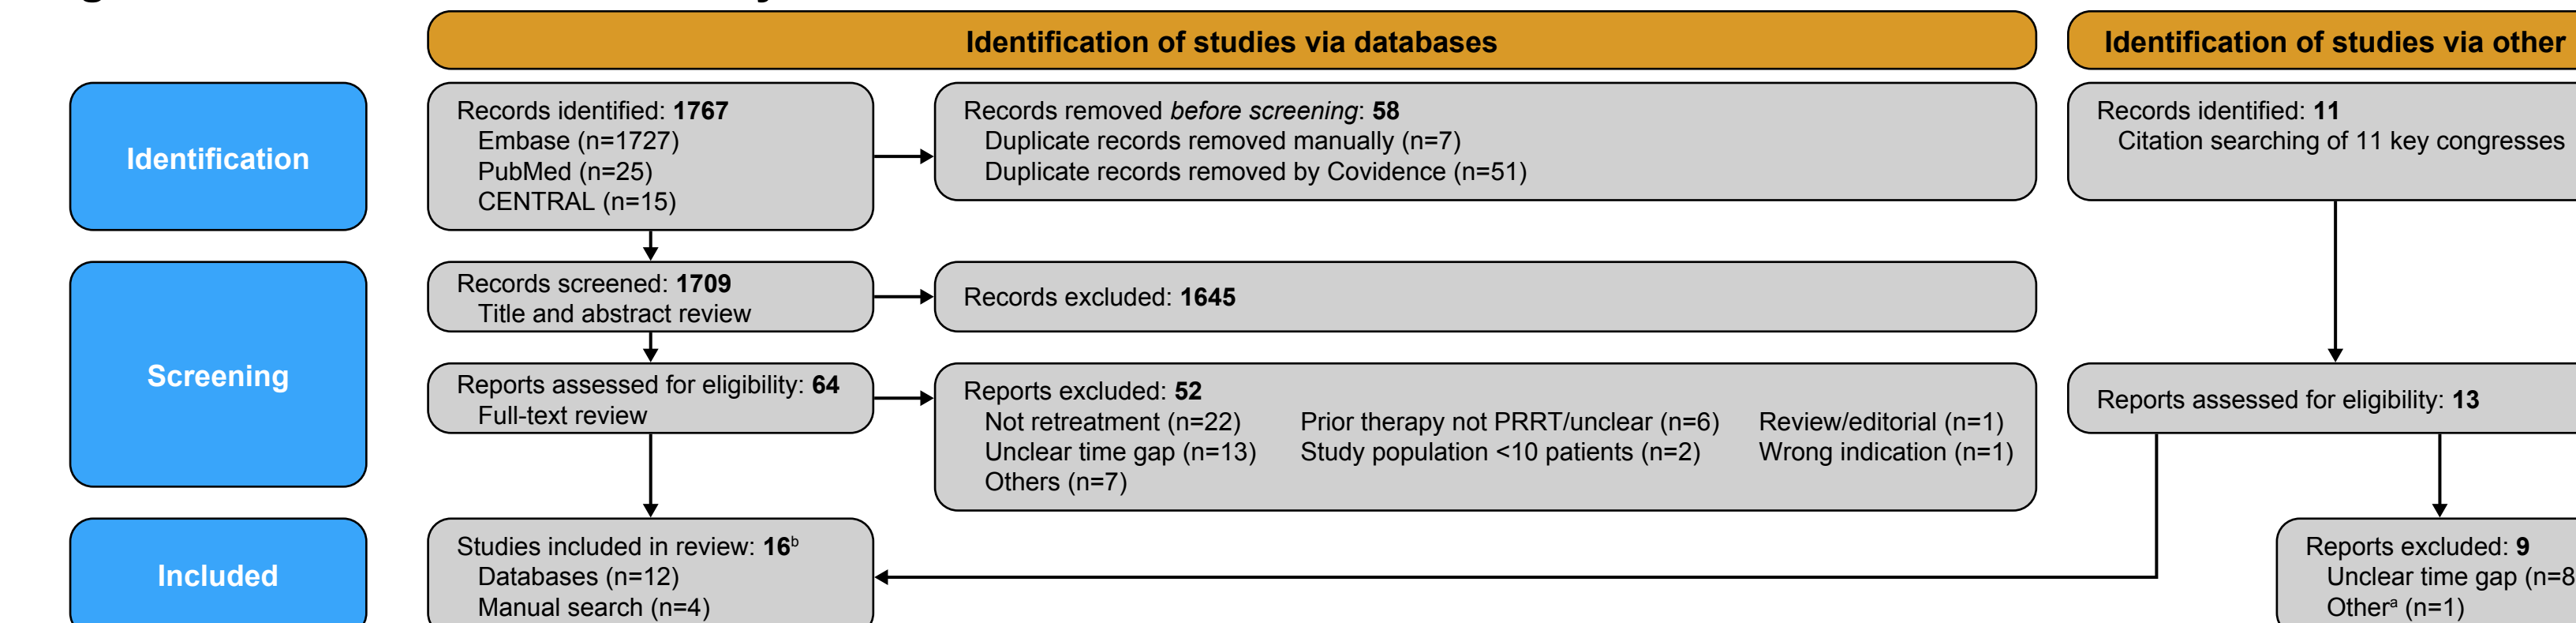 Identification of studies via databases
Identification of studies via other
Identification
Records identified: 1767
Embase (n=1727)
PubMed (n=25)
CENTRAL (n=15)
Records removed before screening: 58
Duplicate records removed manually (n=7)
Duplicate records removed by Covidence (n=51)
Records identified: 11
Citation searching of 11 key congresses
Screening
Records screened: 1709
Title and abstract review
Records excluded: 1645
Reports assessed for eligibility: 64
Full-text review
Reports excluded: 52
Not retreatment (n=22) Prior therapy not PRRT/unclear (n=6) Review/editorial (n=1)
Unclear time gap (n=13) Study population <10 patients (n=2) Wrong indication (n=1)
Others (n=7)
Reports assessed for eligibility: 13
Included
Studies included in review: 16ᵇ
Databases (n=12)
Manual search (n=4)
Reports excluded: 9
Unclear time gap (n=8
Otherᵃ (n=1)